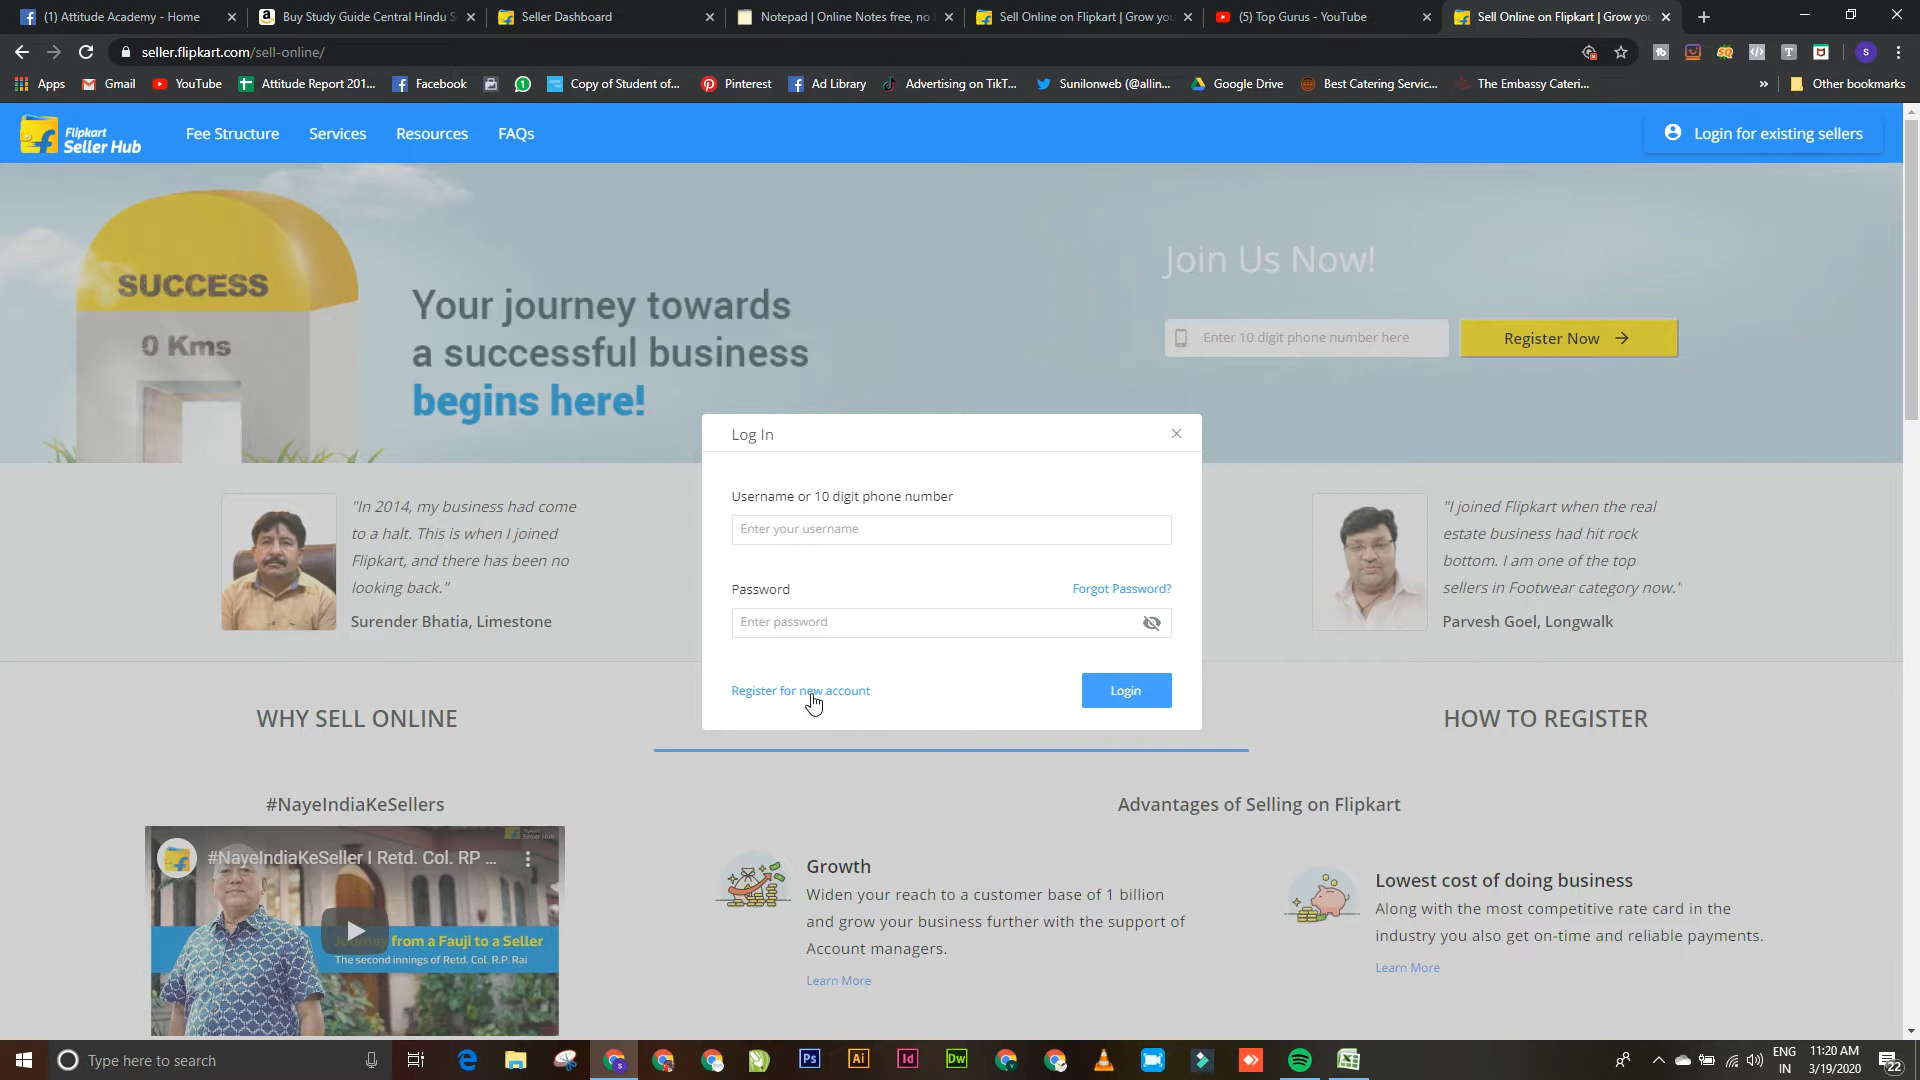 (1) Attitude Academy - Home
Buy Study Guide Central Hindu S
Seller Dashboard
Notepad | Online Notes free, no
Sell Online on Flipkart | Grow you
(5) Top Gurus - YouTube
Sell Online on Flipkart | Grow you
seller.flipkart.com/sell-online/
Apps
Gmail
YouTube
Attitude Report 201...
Facebook
Copy of Student of...
Pinterest
Ad Library
Advertising on TikT...
Sunilonweb (@allin...
Google Drive
Best Catering Servic...
The Embassy Cateri...
»
Other bookmarks
Flipkart
Seller Hub
Fee Structure
Services
Resources
FAQs
Login for existing sellers
SUCCESS
0 Kms
Your journey towards
a successful business
begins here!
Join Us Now!
Enter 10 digit phone number here
Register Now
Log In
Username or 10 digit phone number
Enter your username
Password
Forgot Password?
Enter password
Register for new account
Login
"In 2014, my business had come
to a halt. This is when I joined
Flipkart, and there has been no
looking back."
Surender Bhatia, Limestone
"I joined Flipkart when the real
estate business had hit rock
bottom. I am one of the top
sellers in Footwear category now."
Parvesh Goel, Longwalk
WHY SELL ONLINE
HOW TO REGISTER
#NayeIndiaKeSellers
#NayeIndiaKeSeller I Retd. Col. RP ...
Journey from a Fauji to a Seller
The second innings of Retd. Col. R.P. Rai
Advantages of Selling on Flipkart
Growth
Widen your reach to a customer base of 1 billion
and grow your business further with the support of
Account managers.
Learn More
Lowest cost of doing business
Along with the most competitive rate card in the
industry you also get on-time and reliable payments.
Learn More
Type here to search
Ps
Ai
Id
Dw
ENG
IN
11:20 AM
3/19/2020
22